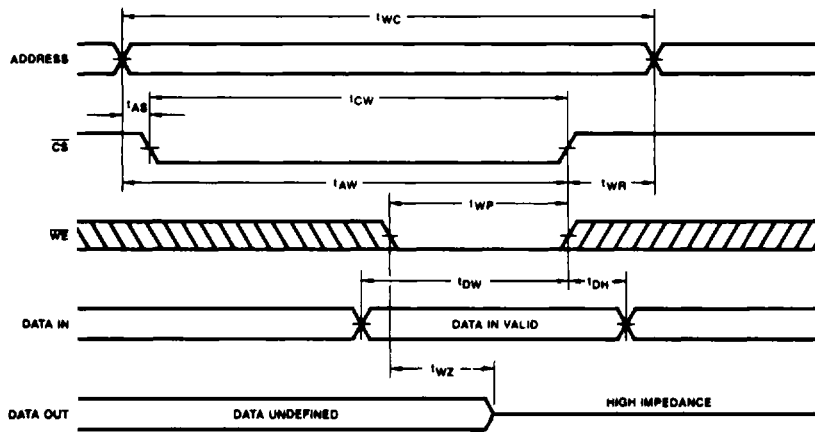 tWC
ADDRESS
tAS
tCW
CS
tAW
tWR
tWP
WE
tDW
tDH
DATA IN
DATA IN VALID
tWZ
HIGH IMPEDANCE
DATA OUT
DATA UNDEFINED